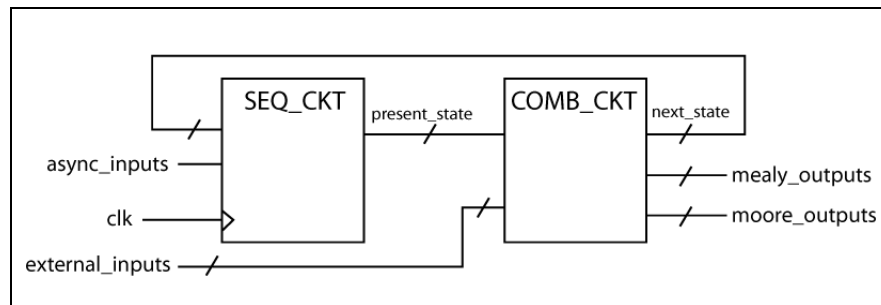 SEQ_CKT
COMB_CKT
present_state
next_state
async_inputs
mealy_outputs
clk
moore_outputs
external_inputs